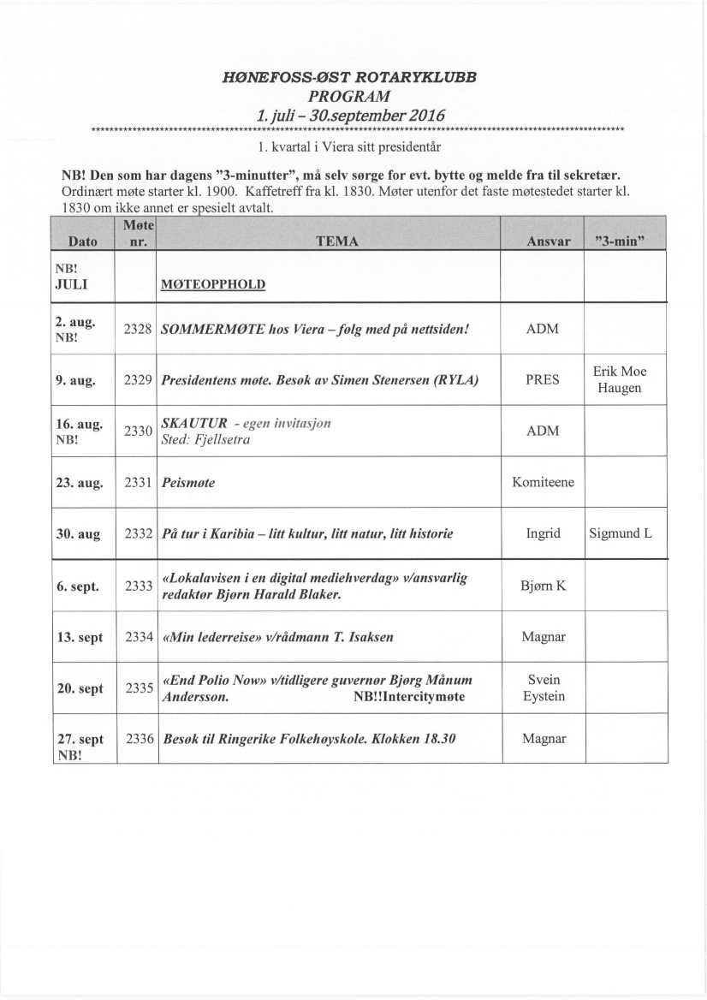 HØNEFOSS-ØST ROTARYKLUBB
PROGRAM
1. juli – 30.september 2016
************************************************************************************************************************
1. kvartal i Viera sitt presidentår
NB! Den som har dagens ”3-minutter”, må selv sørge for evt. bytte og melde fra til sekretær.
Ordinært møte starter kl. 1900. Kaffetreff fra kl. 1830. Møter utenfor det faste møtestedet starter kl.
1830 om ikke annet er spesielt avtalt.
Dato Møte nr. TEMA Ansvar ”3-min”
NB!
JULI MØTEOPPHOLD
2. aug.
NB! 2328 SOMMERMØTE hos Viera – følg med på nettsiden! ADM
9. aug. 2329 Presidentens møte. Besøk av Simen Stenersen (RYLA) PRES Erik Moe
Haugen
16. aug.
NB! 2330 SKAUTUR - egen invitasjon
Sted: Fjellsetra ADM
23. aug. 2331 Peismøte Komiteene
30. aug 2332 På tur i Karibia – litt kultur, litt natur, litt historie Ingrid Sigmund L
6. sept. 2333 «Lokalavisen i en digital mediehverdag» v/ansvarlig
redaktør Bjørn Harald Blaker. Bjørn K
13. sept 2334 «Min lederreise» v/rådmann T. Isaksen Magnar
20. sept 2335 «End Polio Now» v/tidligere guvernør Bjørg Månum
Andersson. NB!!Intercitymøte Svein
Eystein
27. sept
NB! 2336 Besøk til Ringerike Folkehøyskole. Klokken 18.30 Magnar